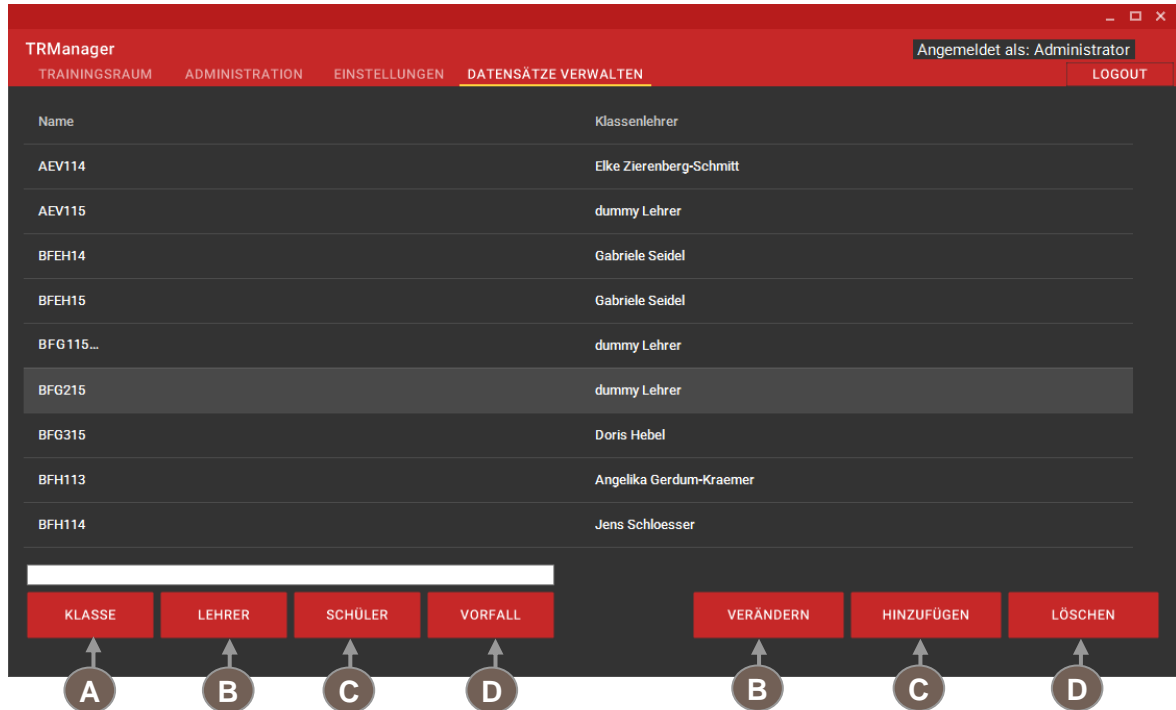 TRManager
Angemeldet als: Administrator
TRAININGSRAUM ADMINISTRATION EINSTELLUNGEN DATENSÄTZE VERWALTEN LOGOUT
Name Klassenlehrer
AEV114 Elke Zierenberg-Schmitt
AEV115 dummy Lehrer
BFEH14 Gabriele Seidel
BFEH15 Gabriele Seidel
BFG115... dummy Lehrer
BFG215 dummy Lehrer
BFG315 Doris Hebel
BFH113 Angelika Gerdum-Kraemer
BFH114 Jens Schloesser
KLASSE LEHRER SCHÜLER VORFALL VERÄNDERN HINZUFÜGEN LÖSCHEN
A B C D B C D